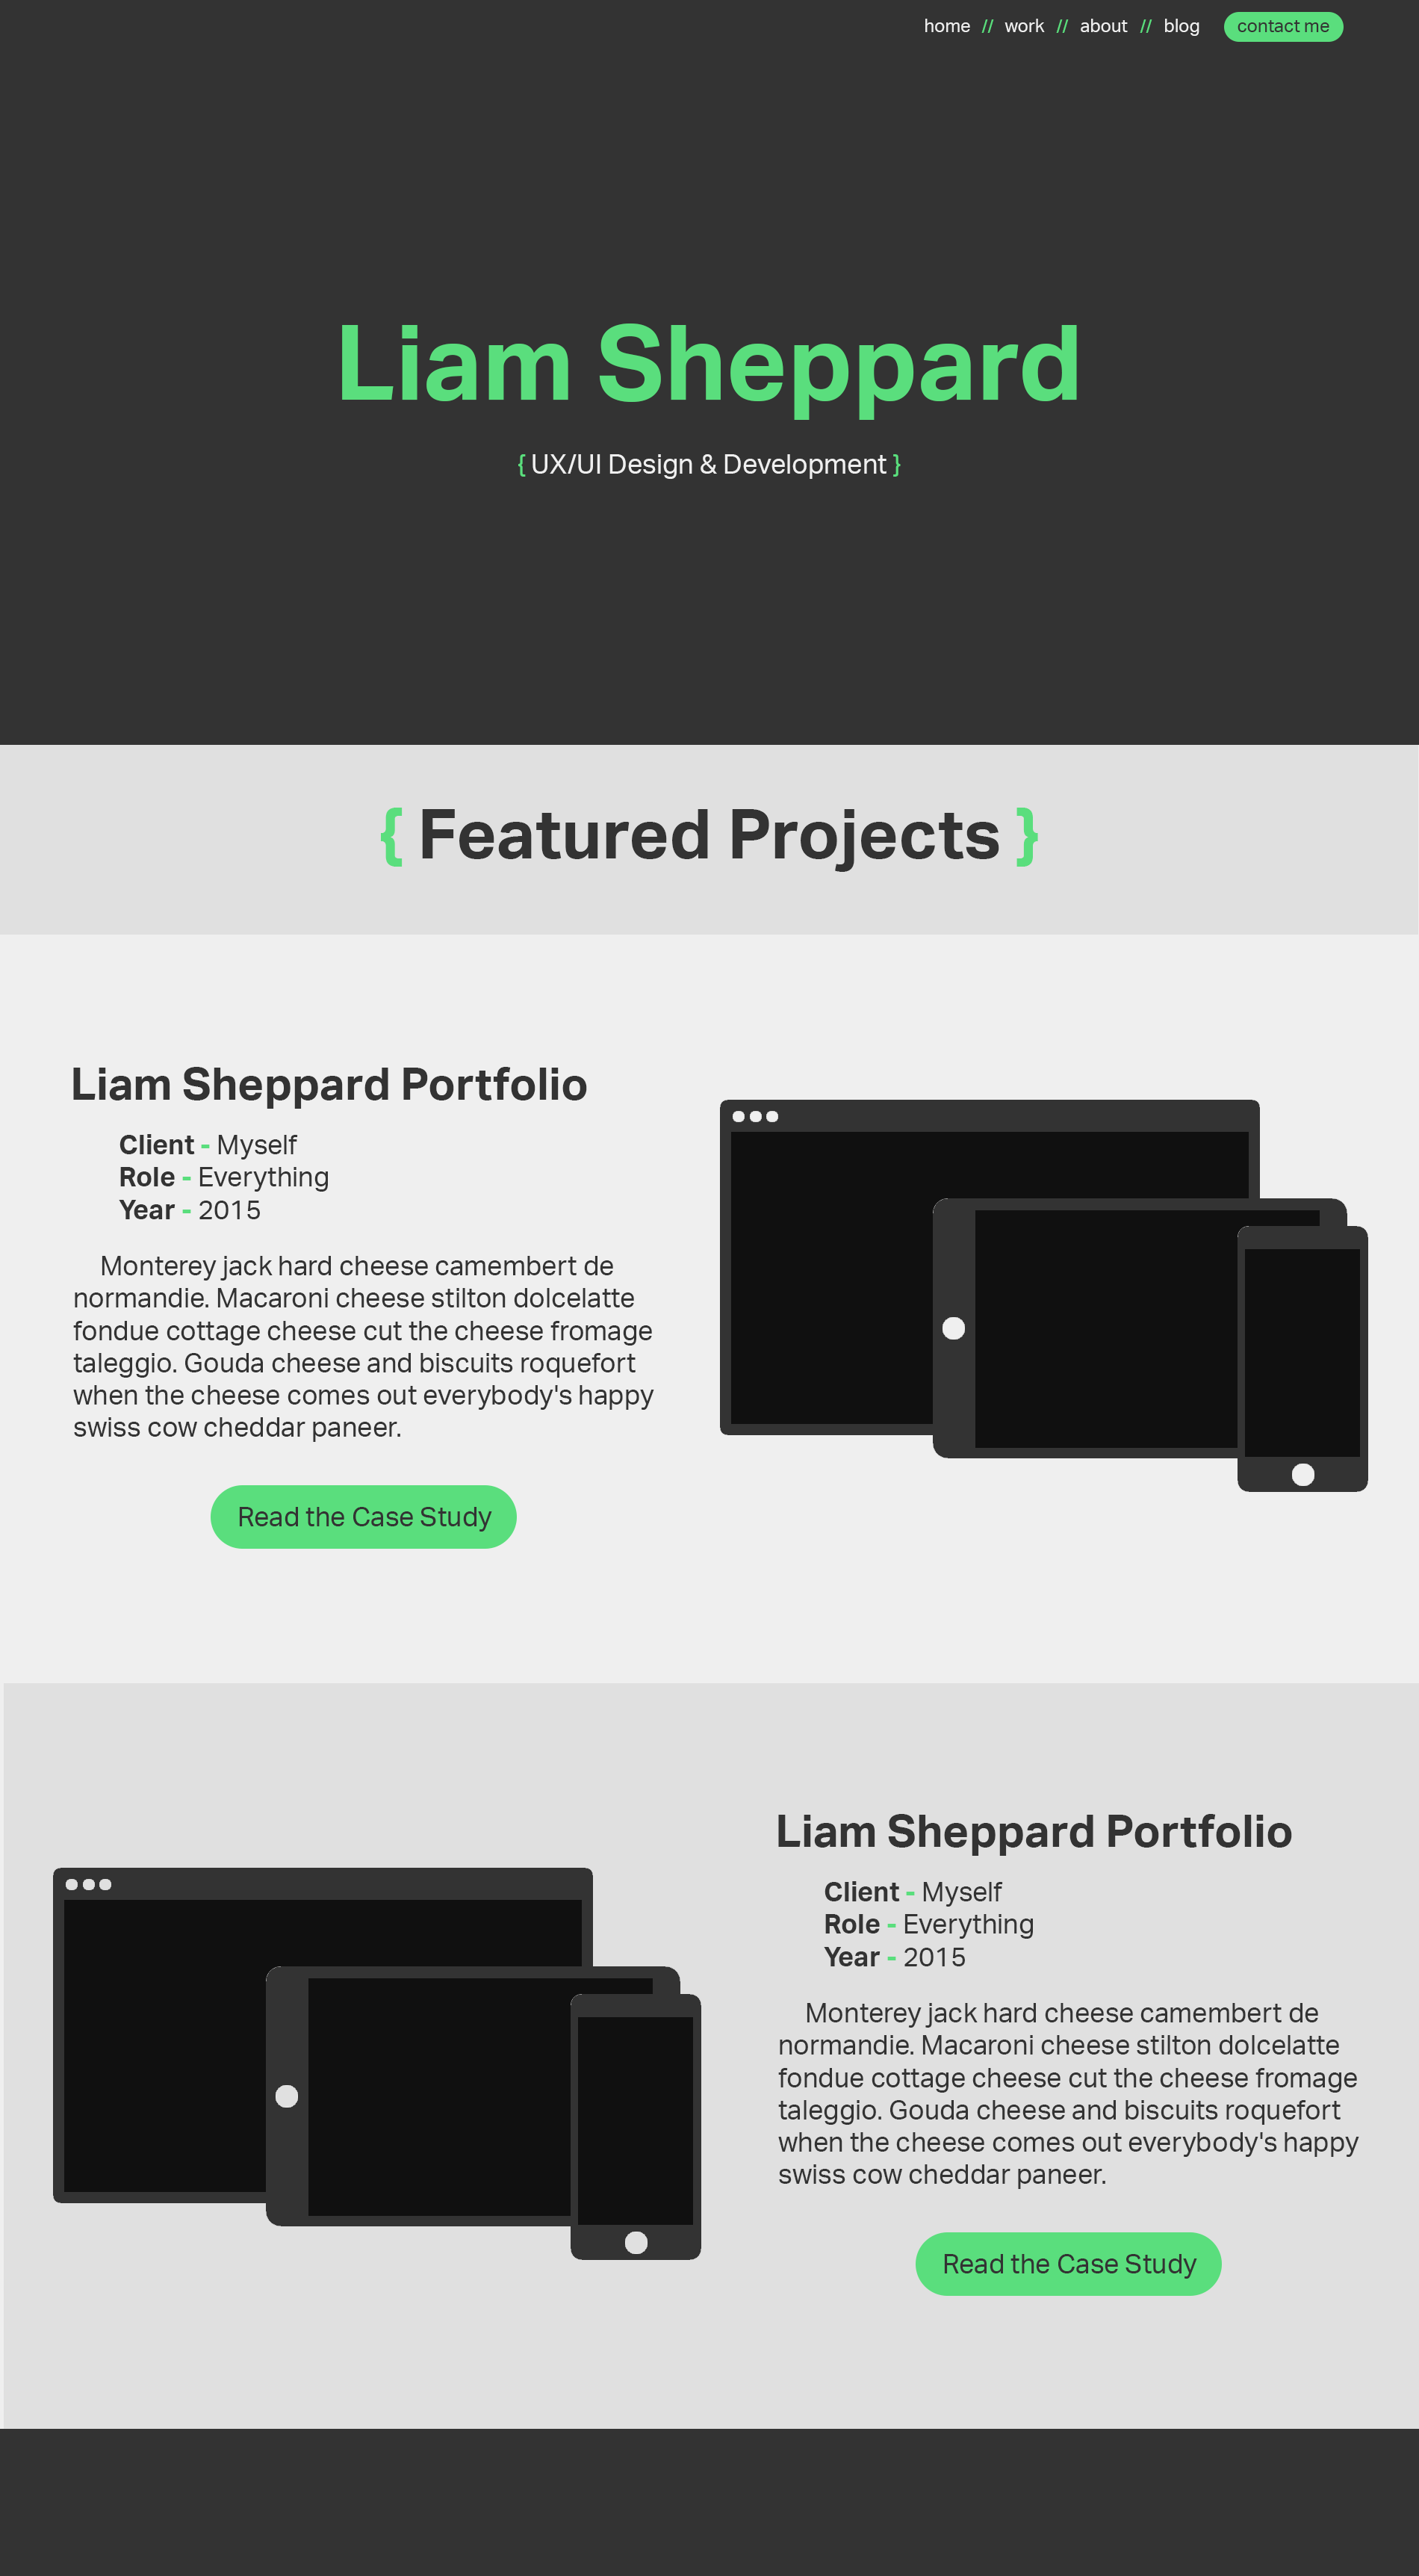 home // work // about // blog contact me
Liam Sheppard
{ UX/UI Design & Development }
{ Featured Projects }
Liam Sheppard Portfolio
Client - Myself
Role - Everything
Year - 2015
Monterey jack hard cheese camembert de
normandie. Macaroni cheese stilton dolcelatte
fondue cottage cheese cut the cheese fromage
taleggio. Gouda cheese and biscuits roquefort
when the cheese comes out everybody's happy
swiss cow cheddar paneer.
Read the Case Study
Liam Sheppard Portfolio
Client - Myself
Role - Everything
Year - 2015
Monterey jack hard cheese camembert de
normandie. Macaroni cheese stilton dolcelatte
fondue cottage cheese cut the cheese fromage
taleggio. Gouda cheese and biscuits roquefort
when the cheese comes out everybody's happy
swiss cow cheddar paneer.
Read the Case Study